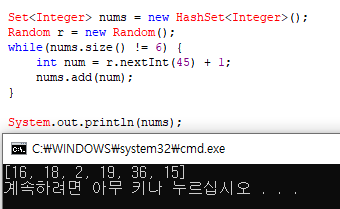 Set<Integer> nums = new HashSet<Integer>();
Random r = new Random();
while(nums.size() != 6) {
    int num = r.nextInt(45) + 1;
    nums.add(num);
}
System.out.println(nums);
C:\WINDOWS\system32\cmd.exe
[16, 18, 2, 19, 36, 15]
계속하려면 아무 키나 누르십시오 . . .